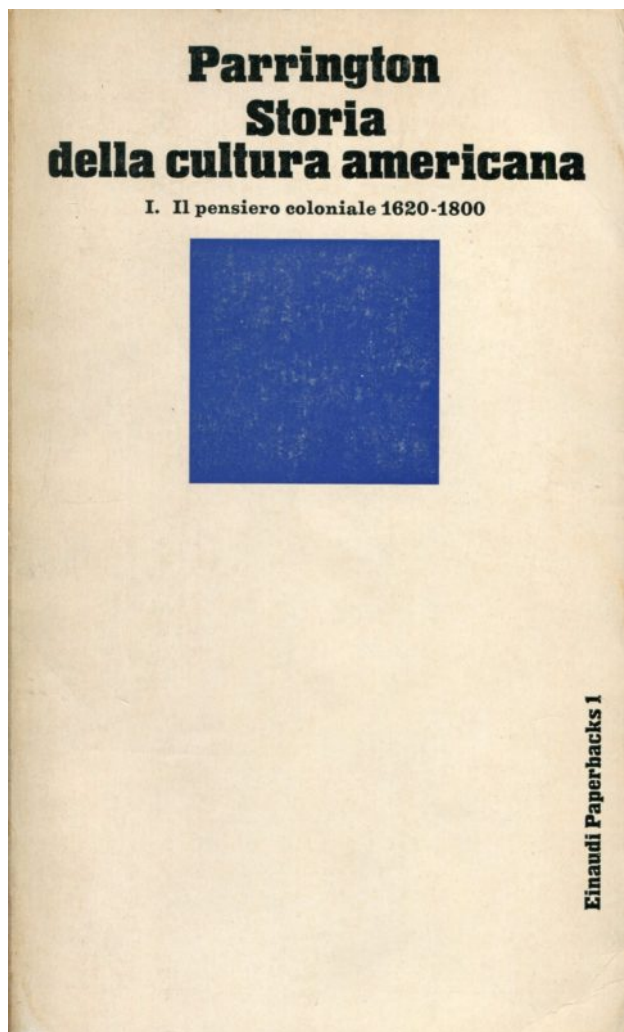 Parrington
Storia
della cultura americana
I. Il pensiero coloniale 1620-1800
Einaudi Paperbacks 1